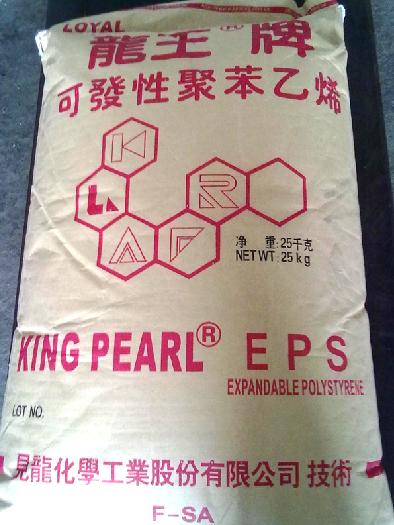 LOYAL
龍王®牌
可發性聚苯乙烯
K
L R
A F
淨 重:25千克
NET WT:25kg
KING PEARL® EPS
EXPANDABLE POLYSTYRENE
LOT NO.
見龍化學工業股份有限公司 技術
F-SA